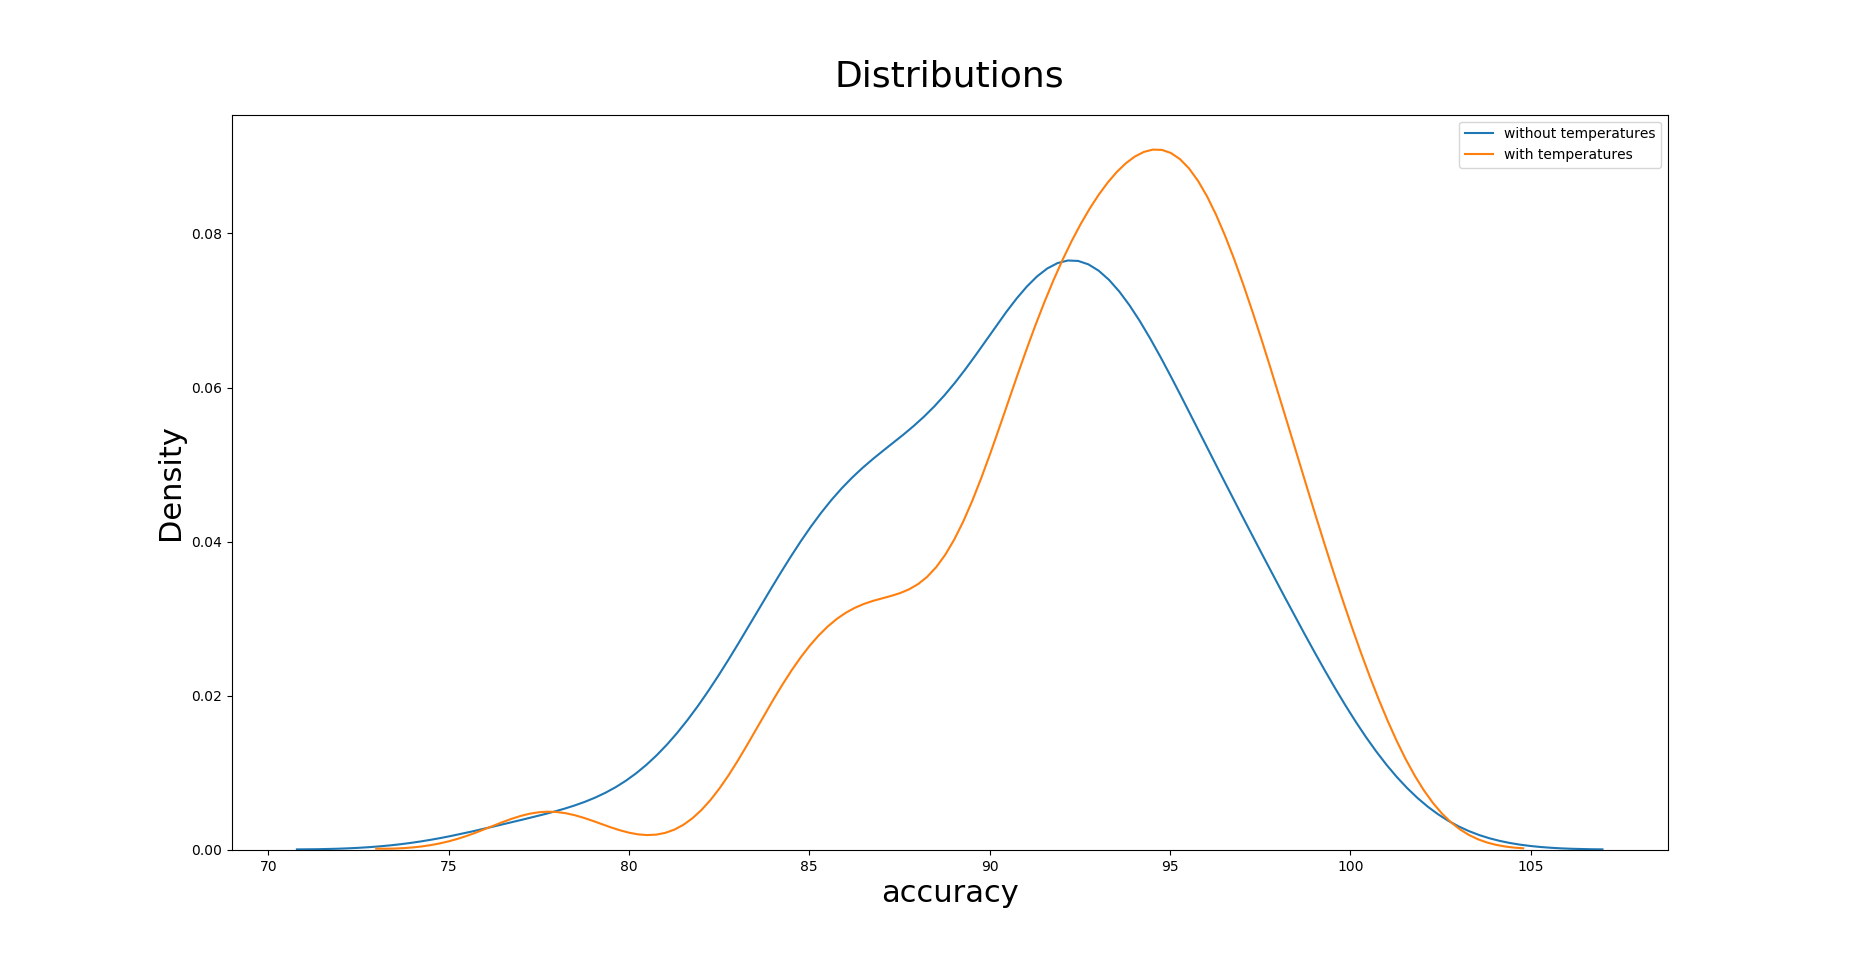 Distributions
without temperatures
with temperatures
Density
0.08
0.06
0.04
0.02
0.00
70 75 80 85 90 95 100 105
accuracy